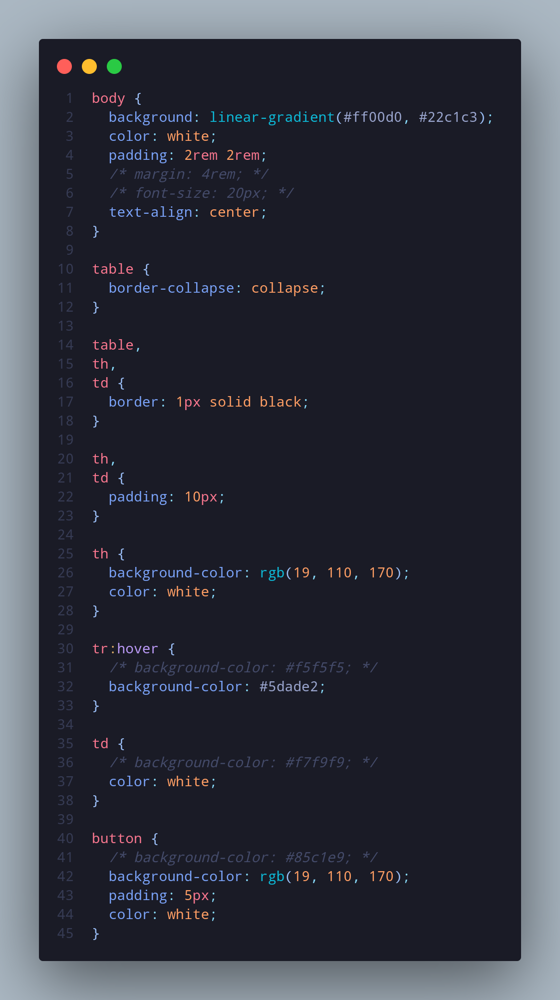 1 body {
2   background: linear-gradient(#ff00d0, #22c1c3);
3   color: white;
4   padding: 2rem 2rem;
5   /* margin: 4rem; */
6   /* font-size: 20px; */
7   text-align: center;
8 }
9
10 table {
11   border-collapse: collapse;
12 }
13
14 table,
15 th,
16 td {
17   border: 1px solid black;
18 }
19
20 th,
21 td {
22   padding: 10px;
23 }
24
25 th {
26   background-color: rgb(19, 110, 170);
27   color: white;
28 }
29
30 tr:hover {
31   /* background-color: #f5f5f5; */
32   background-color: #5dade2;
33 }
34
35 td {
36   /* background-color: #f7f9f9; */
37   color: white;
38 }
39
40 button {
41   /* background-color: #85c1e9; */
42   background-color: rgb(19, 110, 170);
43   padding: 5px;
44   color: white;
45 }